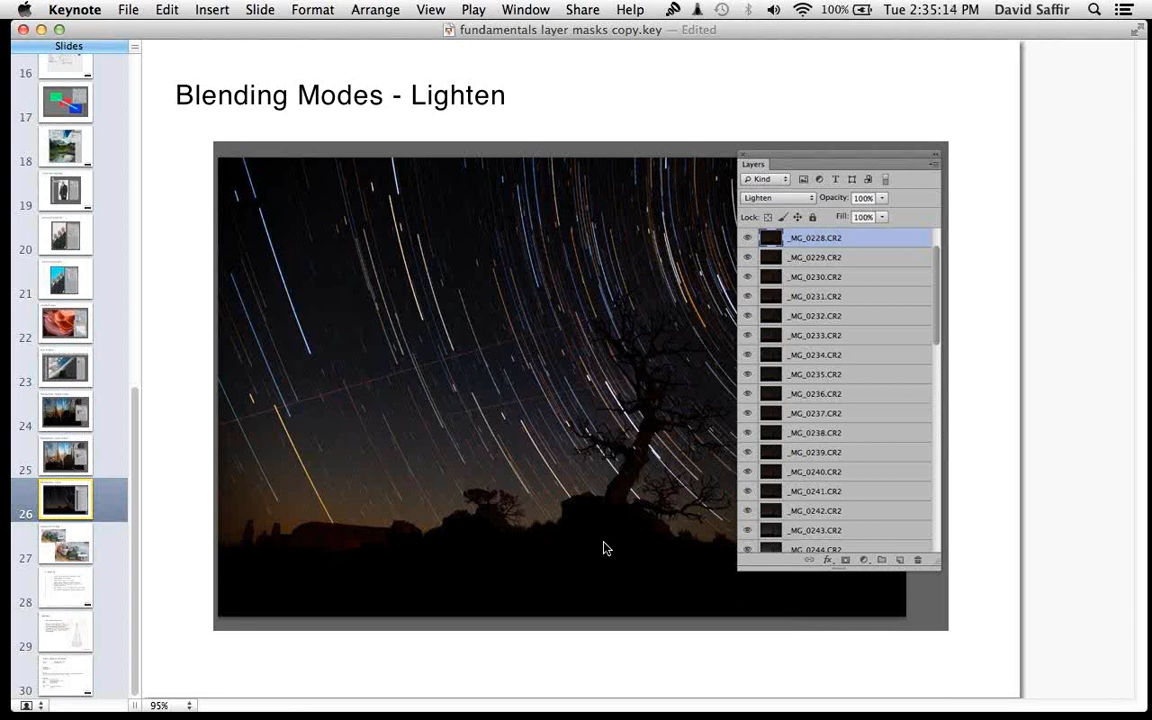 Keynote File Edit Insert Slide Format Arrange View Play Window Share Help 100% Tue 2:35:14 PM David Saffir
fundamentals layer masks copy.key — Edited
Slides
16
17
18
19
20
21
22
23
24
25
26
27
28
29
30
Blending Modes - Lighten
Layers
Kind
Lighten Opacity: 100%
Lock: Fill: 100%
_MG_0228.CR2
_MG_0229.CR2
_MG_0230.CR2
_MG_0231.CR2
_MG_0232.CR2
_MG_0233.CR2
_MG_0234.CR2
_MG_0235.CR2
_MG_0236.CR2
_MG_0237.CR2
_MG_0238.CR2
_MG_0239.CR2
_MG_0240.CR2
_MG_0241.CR2
_MG_0242.CR2
_MG_0243.CR2
_MG_0244.CR2
95%